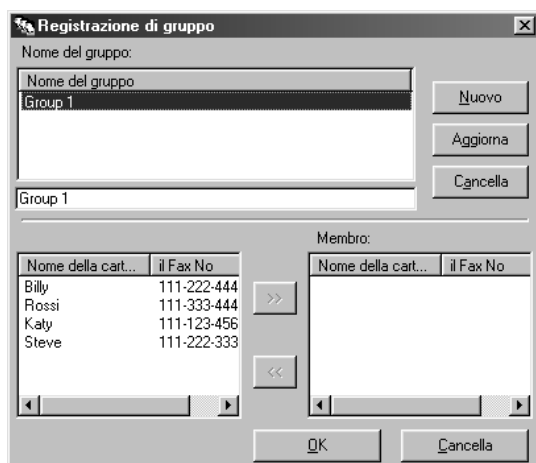 Registrazione di gruppo
Nome del gruppo:
Nome del gruppo
Group 1
Nuovo
Aggiorna
Cancella
Group 1
Membro:
Nome della cart... il Fax No
Billy 111-222-444
Rossi 111-333-444
Katy 111-123-456
Steve 111-222-333
>>
<<
Nome della cart... il Fax No
OK
Cancella